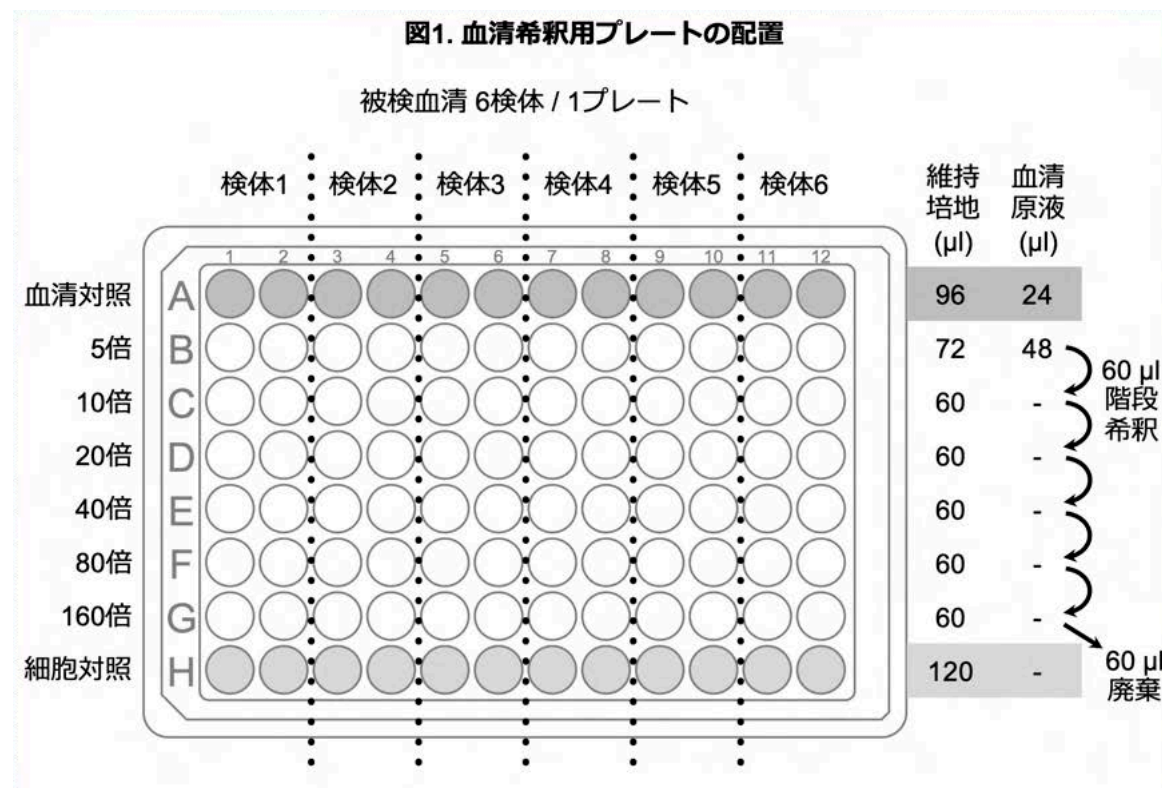 図1. 血清希釈用プレートの配置
被検血清 6検体 / 1プレート
検体1 検体2 検体3 検体4 検体5 検体6
維持
培地
(µl)
血清
原液
(µl)
1 2 3 4 5 6 7 8 9 10 11 12
血清対照 A 96 24
5倍 B 72 48
10倍 C 60 -
20倍 D 60 -
40倍 E 60 -
80倍 F 60 -
160倍 G 60 -
細胞対照 H 120 -
60 µl
階段
希釈
60 µl
廃棄